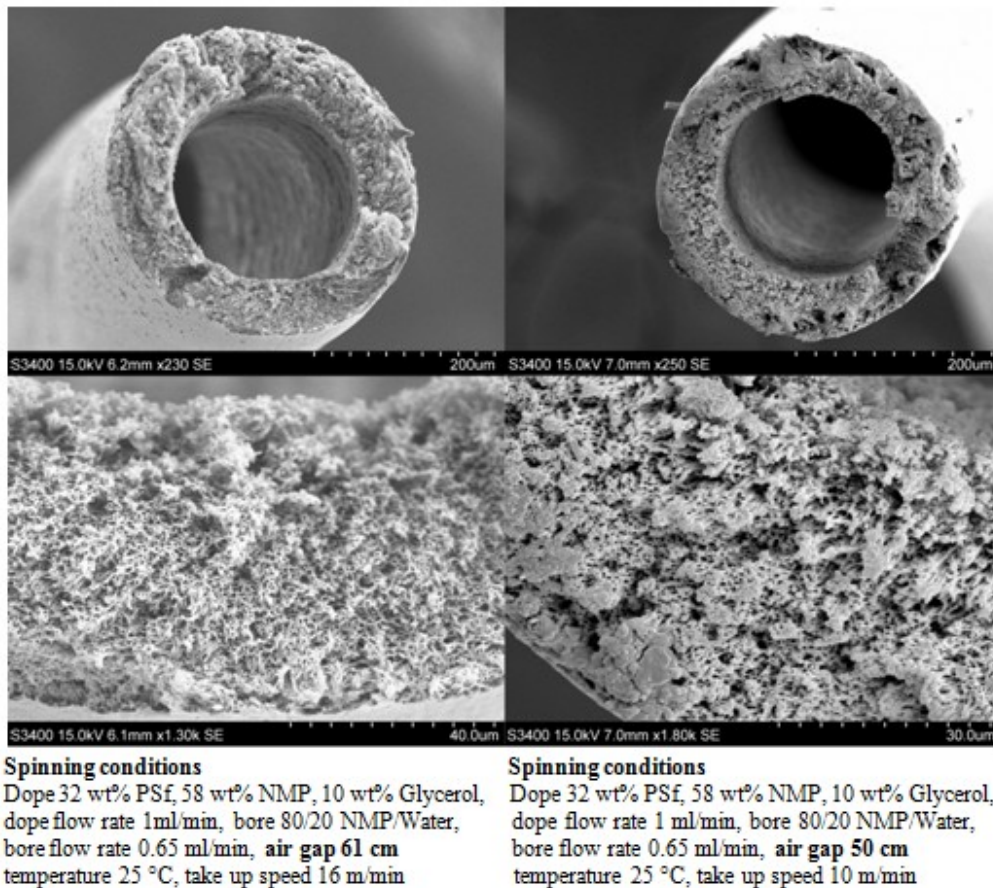 S3400 15.0kV 6.2mm x230 SE 200um
S3400 15.0kV 7.0mm x250 SE 200um
S3400 15.0kV 6.1mm x1.30k SE 40.0um
S3400 15.0kV 7.0mm x1.80k SE 30.0um
Spinning conditions
Dope 32 wt% PSf, 58 wt% NMP, 10 wt% Glycerol,
dope flow rate 1ml/min, bore 80/20 NMP/Water,
bore flow rate 0.65 ml/min, air gap 61 cm
temperature 25 °C, take up speed 16 m/min
Spinning conditions
Dope 32 wt% PSf, 58 wt% NMP, 10 wt% Glycerol,
dope flow rate 1 ml/min, bore 80/20 NMP/Water,
bore flow rate 0.65 ml/min, air gap 50 cm
temperature 25 °C, take up speed 10 m/min